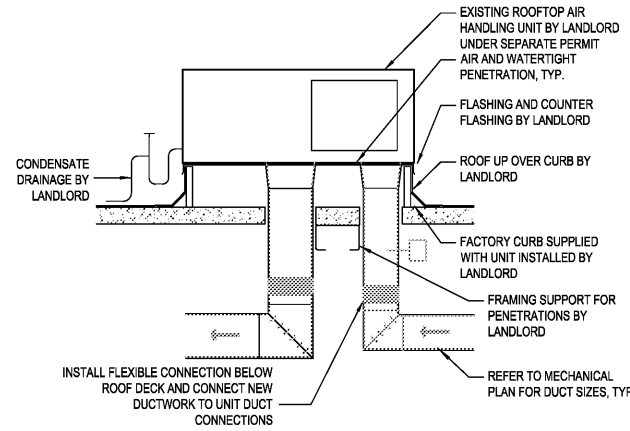 EXISTING ROOFTOP AIR
HANDLING UNIT BY LANDLORD
UNDER SEPARATE PERMIT
AIR AND WATERTIGHT
PENETRATION, TYP.
FLASHING AND COUNTER
FLASHING BY LANDLORD
ROOF UP OVER CURB BY
LANDLORD
CONDENSATE
DRAINAGE BY
LANDLORD
FACTORY CURB SUPPLIED
WITH UNIT INSTALLED BY
LANDLORD
FRAMING SUPPORT FOR
PENETRATIONS BY
LANDLORD
INSTALL FLEXIBLE CONNECTION BELOW
ROOF DECK AND CONNECT NEW
DUCTWORK TO UNIT DUCT
CONNECTIONS
REFER TO MECHANICAL
PLAN FOR DUCT SIZES, TYP